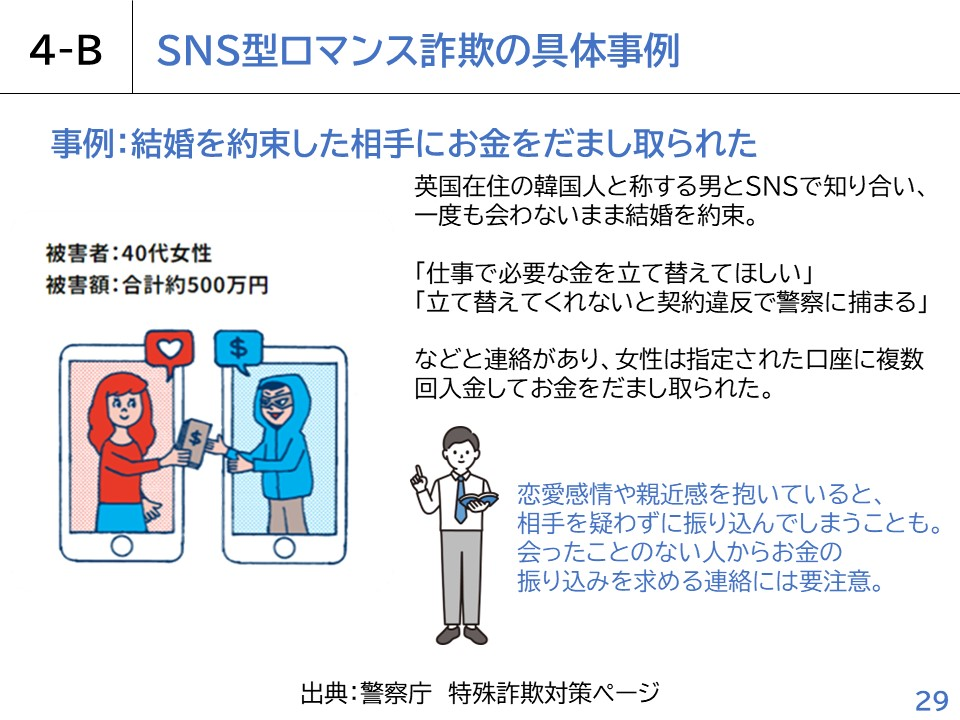 4-B
SNS型ロマンス詐欺の具体事例
事例：結婚を約束した相手にお金をだまし取られた
被害者：40代女性
被害額：合計約500万円
英国在住の韓国人と称する男とSNSで知り合い、
一度も会わないまま結婚を約束。
「仕事で必要な金を立て替えてほしい」
「立て替えてくれないと契約違反で警察に捕まる」
などと連絡があり、女性は指定された口座に複数
回入金してお金をだまし取られた。
$
$
恋愛感情や親近感を抱いていると、
相手を疑わずに振り込んでしまうことも。
会ったことのない人からお金の
振り込みを求める連絡には要注意。
出典：警察庁　特殊詐欺対策ページ
29